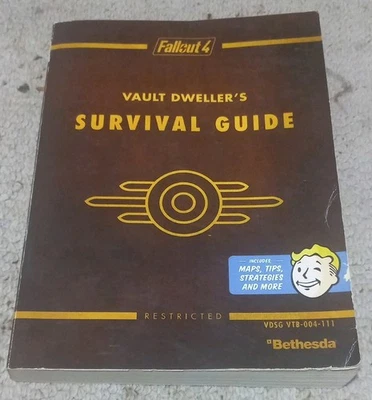 Fallout 4
VAULT DWELLER'S
SURVIVAL GUIDE
INCLUDES
MAPS, TIPS,
STRATEGIES
AND MORE
RESTRICTED
VDSG VTB-004-111
Bethesda